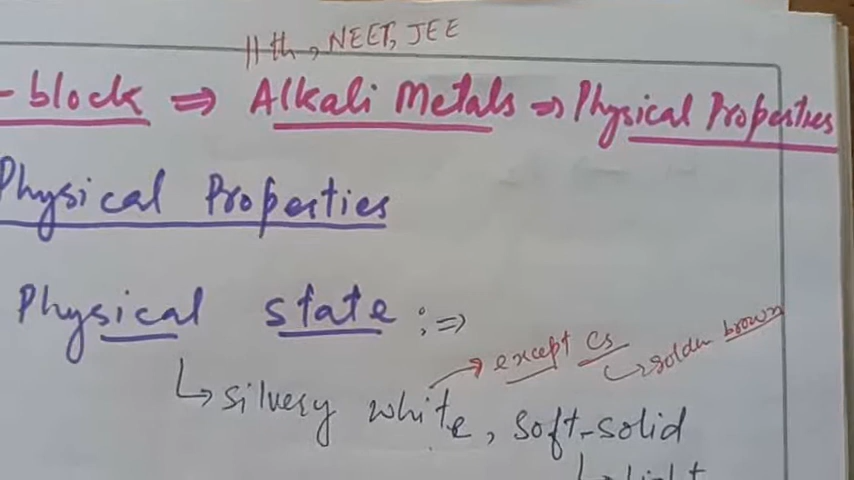 11th, NEET, JEE
-block ⇒ Alkali Metals ⇒ Physical Properties
Physical Properties
Physical state :⇒
except Cs
golden brown
silvery white, soft-solid
light